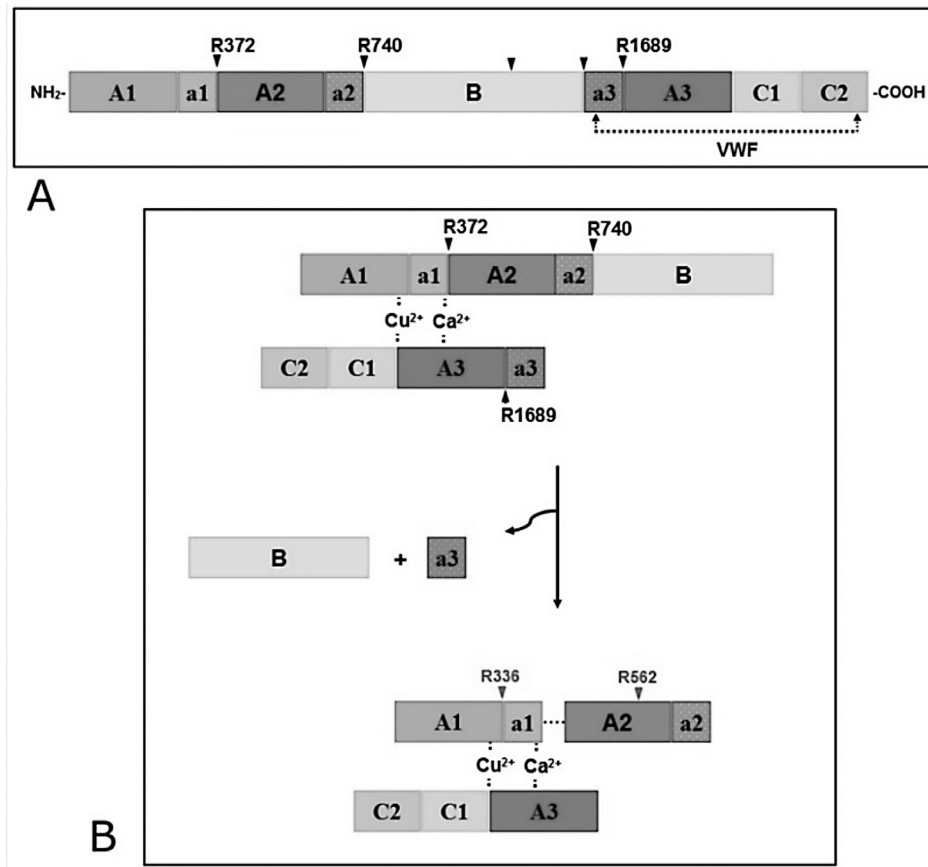 R372 R740 R1689
NH₂- A1 a1 A2 a2 B a3 A3 C1 C2 -COOH
VWF
A
R372 R740
A1 a1 A2 a2 B
Cu²⁺ Ca²⁺
C2 C1 A3 a3
R1689
B + a3
R336 R562
A1 a1 A2 a2
Cu²⁺ Ca²⁺
C2 C1 A3
B